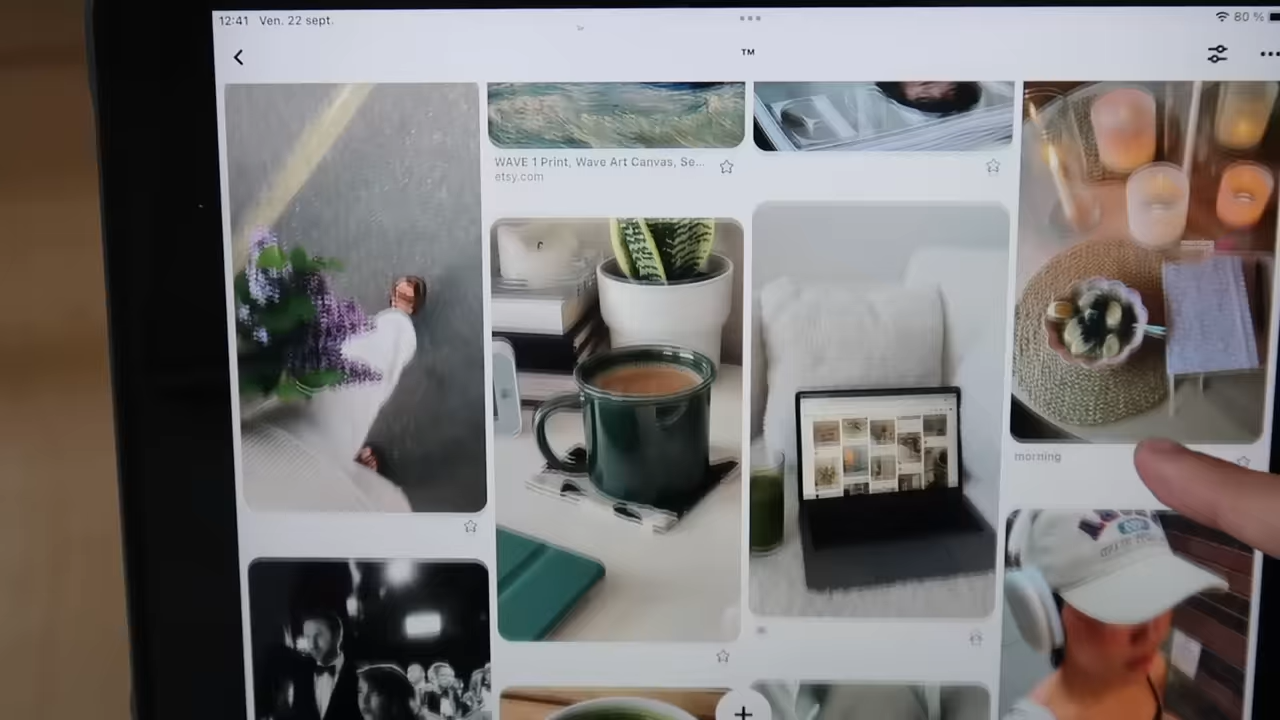 12:41 Ven. 22 sept.
80 %
™
WAVE 1 Print, Wave Art Canvas, Se...
etsy.com
morning